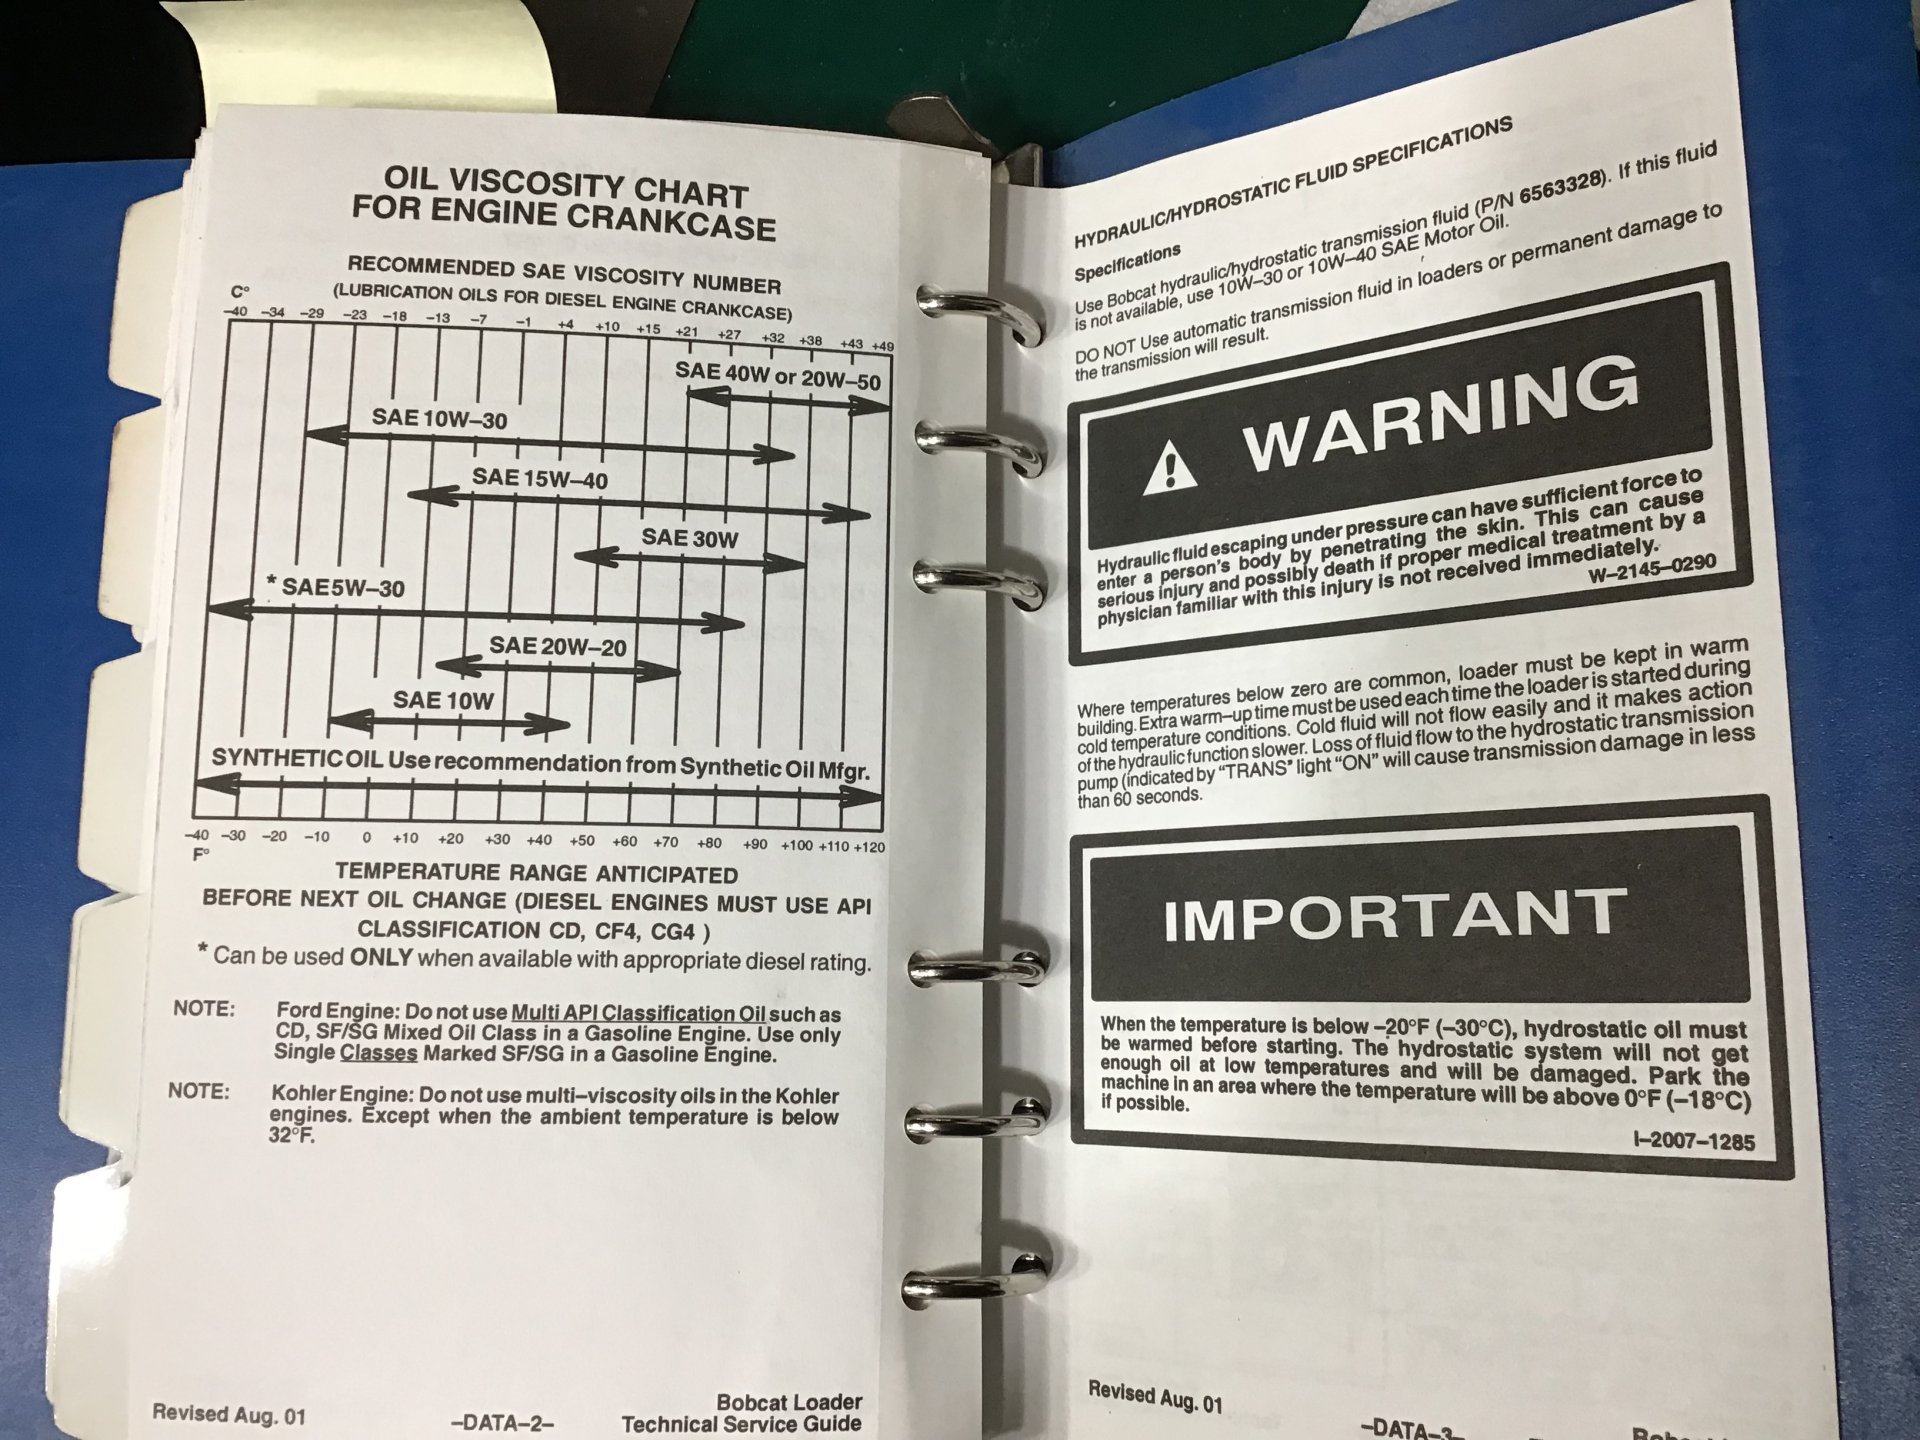 OIL VISCOSITY CHART
FOR ENGINE CRANKCASE
RECOMMENDED SAE VISCOSITY NUMBER
(LUBRICATION OILS FOR DIESEL ENGINE CRANKCASE)
C°
–40 –34 –29 –23 –18 –13 –7 –1 +4 +10 +15 +21 +27 +32 +38 +43 +49
SAE 40W or 20W–50
SAE 10W–30
SAE 15W–40
SAE 30W
* SAE5W–30
SAE 20W–20
SAE 10W
SYNTHETIC OIL Use recommendation from Synthetic Oil Mfgr.
–40 –30 –20 –10 0 +10 +20 +30 +40 +50 +60 +70 +80 +90 +100 +110 +120
F°
TEMPERATURE RANGE ANTICIPATED
BEFORE NEXT OIL CHANGE (DIESEL ENGINES MUST USE API
CLASSIFICATION CD, CF4, CG4 )
* Can be used ONLY when available with appropriate diesel rating.
NOTE: Ford Engine: Do not use Multi API Classification Oil such as
CD, SF/SG Mixed Oil Class in a Gasoline Engine. Use only
Single Classes Marked SF/SG in a Gasoline Engine.
NOTE: Kohler Engine: Do not use multi–viscosity oils in the Kohler
engines. Except when the ambient temperature is below
32°F.
Revised Aug. 01
–DATA–2–
Bobcat Loader
Technical Service Guide
HYDRAULIC/HYDROSTATIC FLUID SPECIFICATIONS
Specifications
Use Bobcat hydraulic/hydrostatic transmission fluid (P/N 6563328). If this fluid
is not available, use 10W–30 or 10W–40 SAE Motor Oil.
DO NOT Use automatic transmission fluid in loaders or permanent damage to
the transmission will result.
WARNING
Hydraulic fluid escaping under pressure can have sufficient force to
enter a person's body by penetrating the skin. This can cause
serious injury and possibly death if proper medical treatment by a
physician familiar with this injury is not received immediately.
W–2145–0290
Where temperatures below zero are common, loader must be kept in warm
building. Extra warm–up time must be used each time the loader is started during
cold temperature conditions. Cold fluid will not flow easily and it makes action
of the hydraulic function slower. Loss of fluid flow to the hydrostatic transmission
pump (indicated by "TRANS" light "ON" will cause transmission damage in less
than 60 seconds.
IMPORTANT
When the temperature is below –20°F (–30°C), hydrostatic oil must
be warmed before starting. The hydrostatic system will not get
enough oil at low temperatures and will be damaged. Park the
machine in an area where the temperature will be above 0°F (–18°C)
if possible.
I–2007–1285
Revised Aug. 01
–DATA–3–